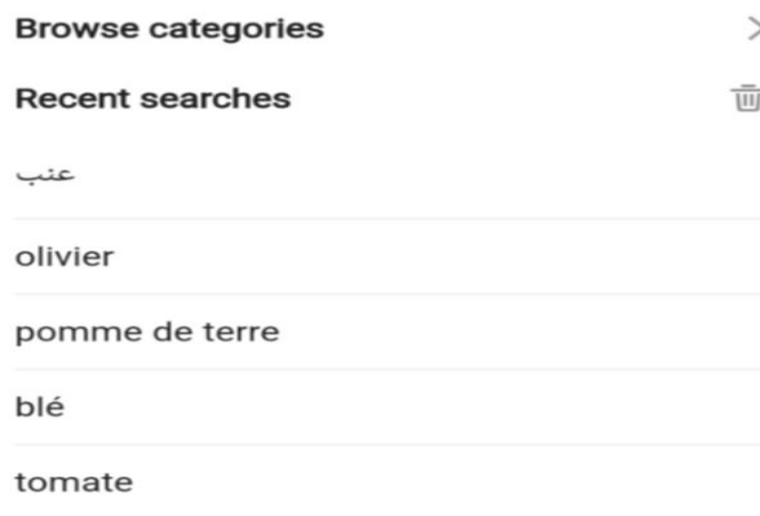 Browse categories
Recent searches
عنب
olivier
pomme de terre
blé
tomate